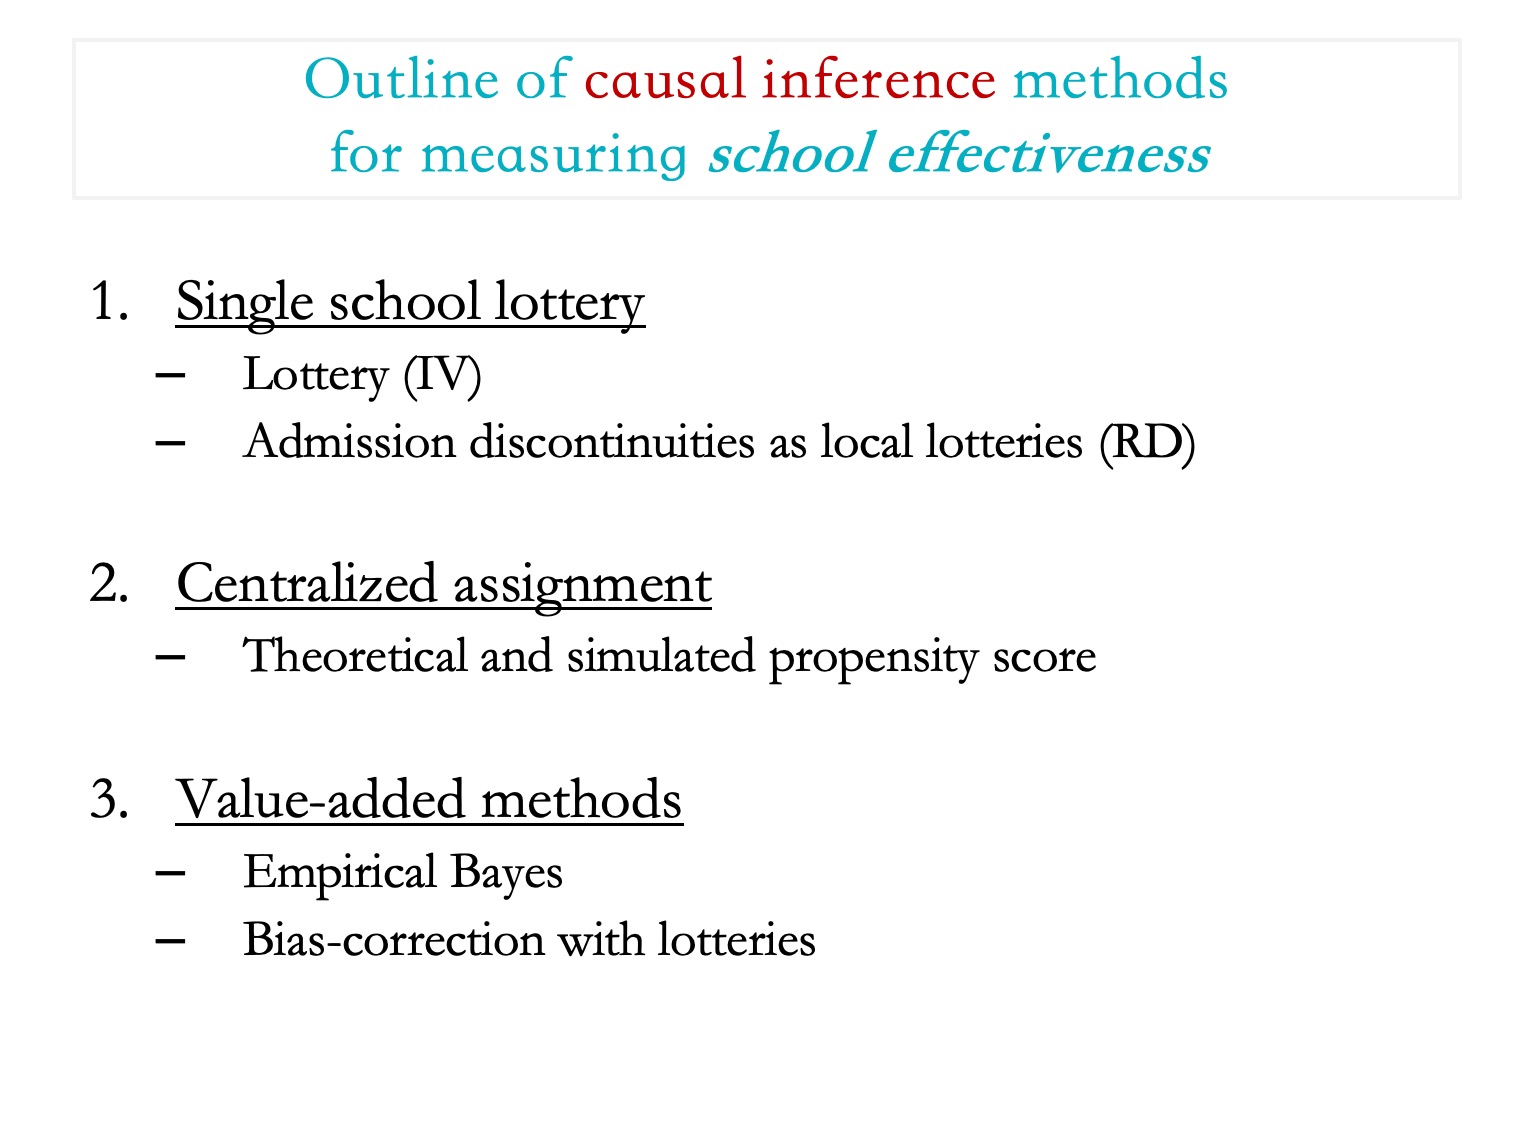 Outline of causal inference methods
for measuring school effectiveness
1. Single school lottery
– Lottery (IV)
– Admission discontinuities as local lotteries (RD)
2. Centralized assignment
– Theoretical and simulated propensity score
3. Value-added methods
– Empirical Bayes
– Bias-correction with lotteries